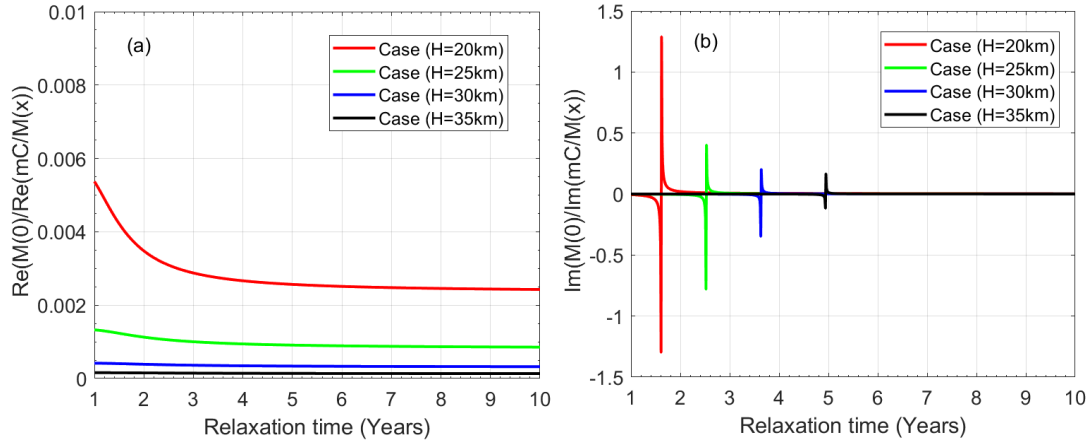 (a)
Case (H=20km)
Case (H=25km)
Case (H=30km)
Case (H=35km)
0.01
0.008
0.006
0.004
0.002
0
Re(M(0)/Re(mC/M(x))
1 2 3 4 5 6 7 8 9 10
Relaxation time (Years)
(b)
Case (H=20km)
Case (H=25km)
Case (H=30km)
Case (H=35km)
1.5
1
0.5
0
-0.5
-1
-1.5
Im(M(0)/Im(mC/M(x))
1 2 3 4 5 6 7 8 9 10
Relaxation time (Years)